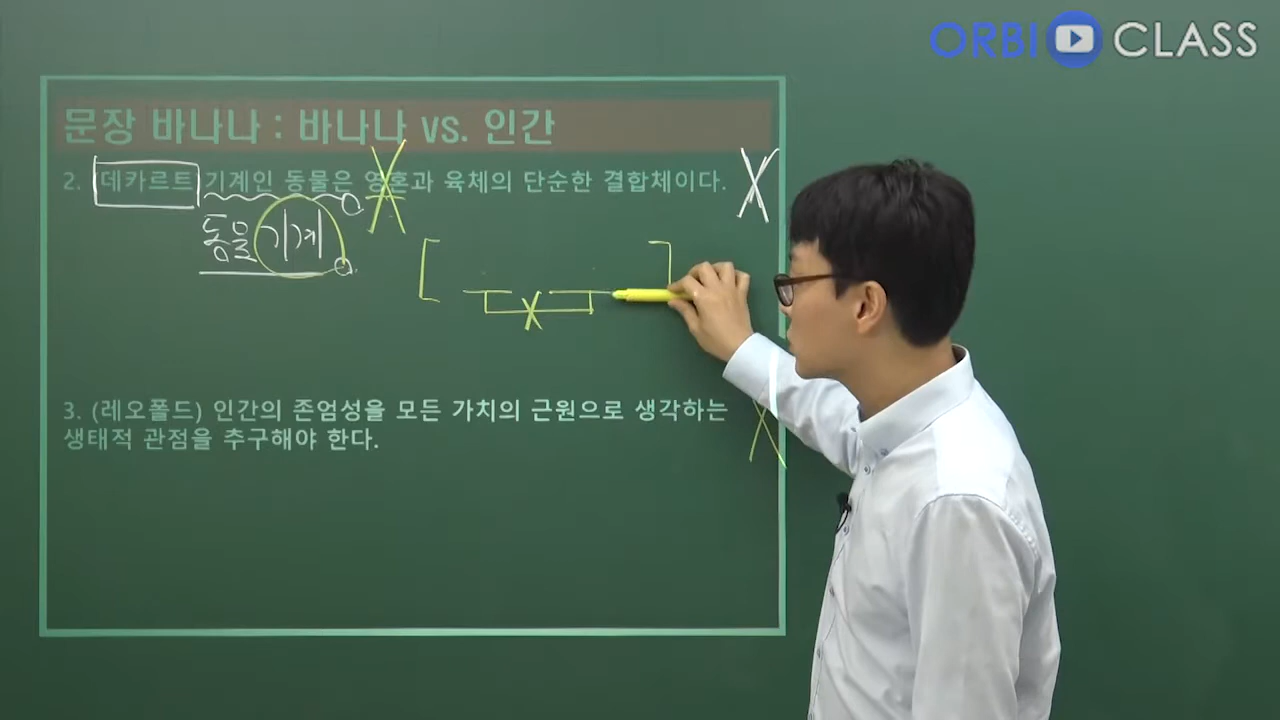 ORBI CLASS
문장 바나나 : 바나나 vs. 인간
2. (데카르트) 기계인 동물은 영혼과 육체의 단순한 결합체이다.
동물기계
3. (레오폴드) 인간의 존엄성을 모든 가치의 근원으로 생각하는
생태적 관점을 추구해야 한다.